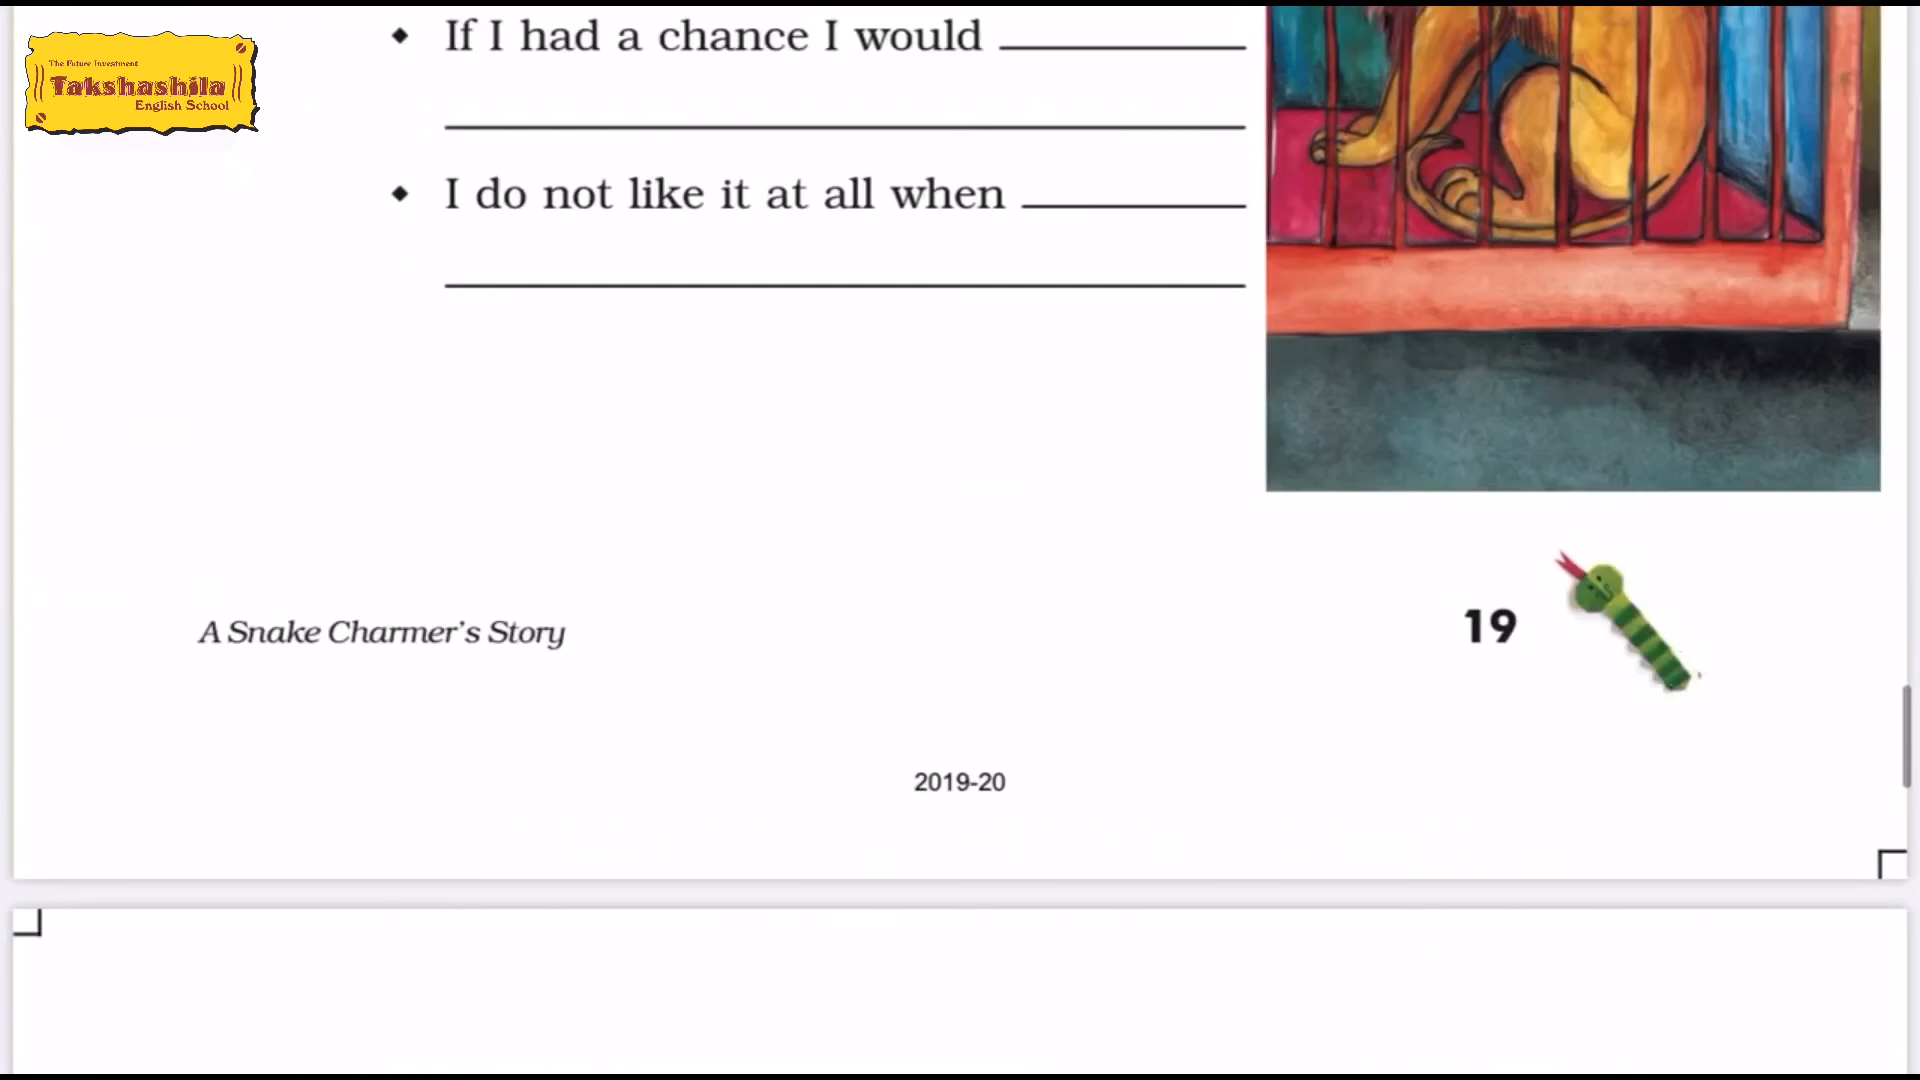 If I had a chance I would
The Future Investment
Takshashila
English School
I do not like it at all when
A Snake Charmer's Story
19
2019-20